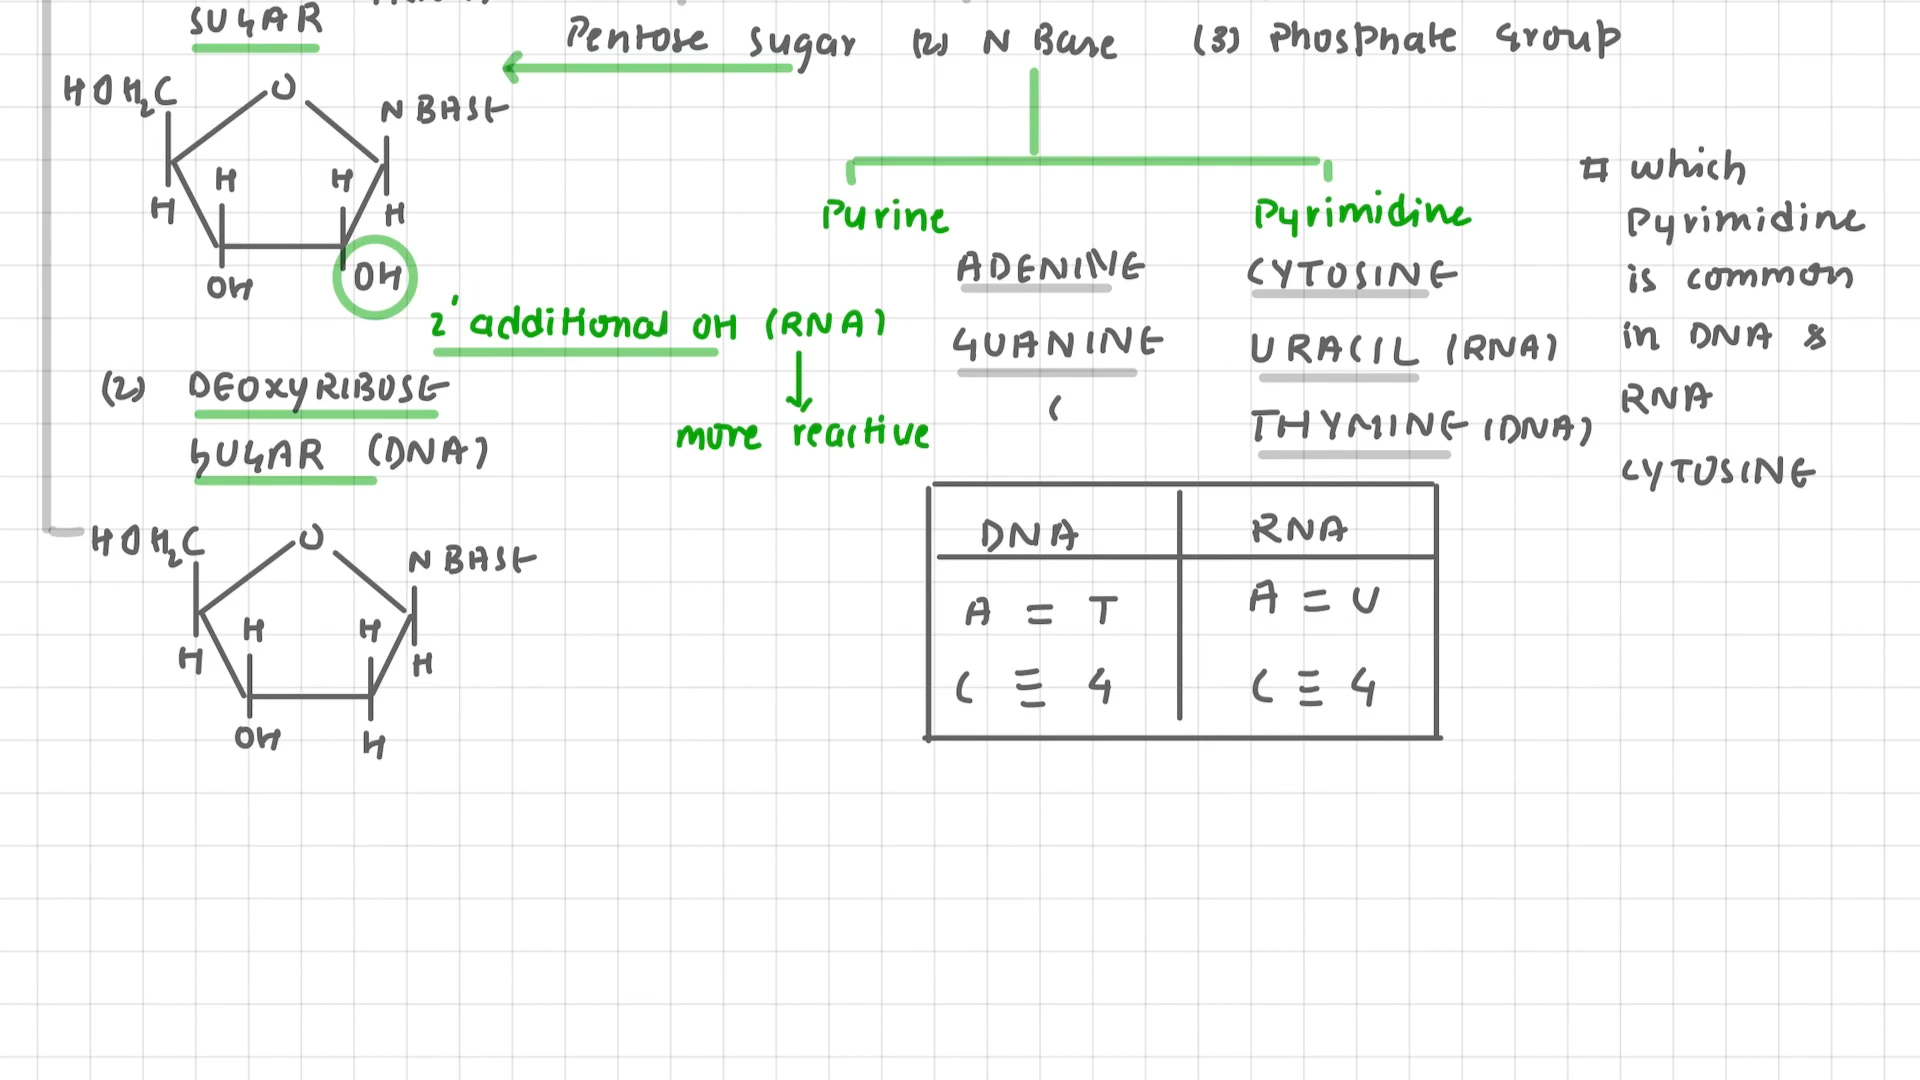 SUGAR
Pentose sugar (2) N Base (3) Phosphate Group
HOH₂C O N BASE
H H
H H
OH OH
2' additional OH (RNA)
more reactive
(2) DEOXYRIBOSE
SUGAR (DNA)
HOH₂C O N BASE
H H
H H
OH H
Purine
ADENINE
GUANINE
(
Pyrimidine
CYTOSINE
URACIL (RNA)
THYMINE (DNA)
# which
Pyrimidine
is common
in DNA &
RNA
CYTOSINE
DNA RNA
A = T A = U
C ≡ G C ≡ G